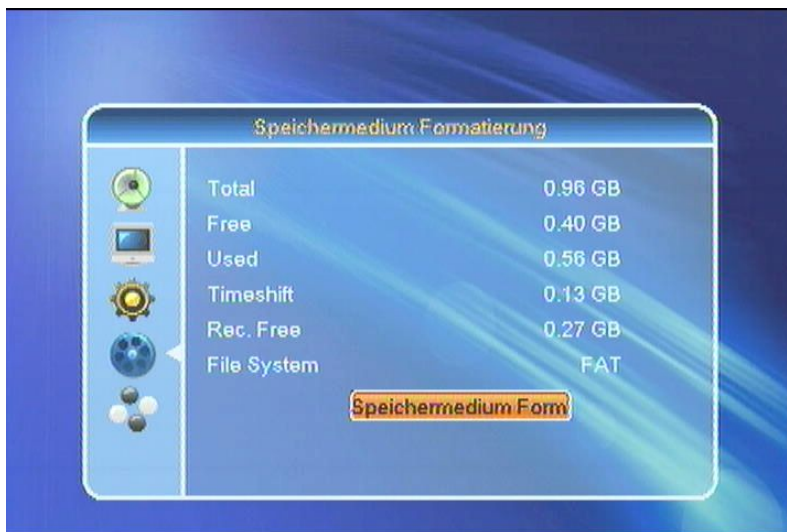 Speichermedium Formatierung
Total 0.96 GB
Free 0.40 GB
Used 0.56 GB
Timeshift 0.13 GB
Rec. Free 0.27 GB
File System FAT
Speichermedium Form